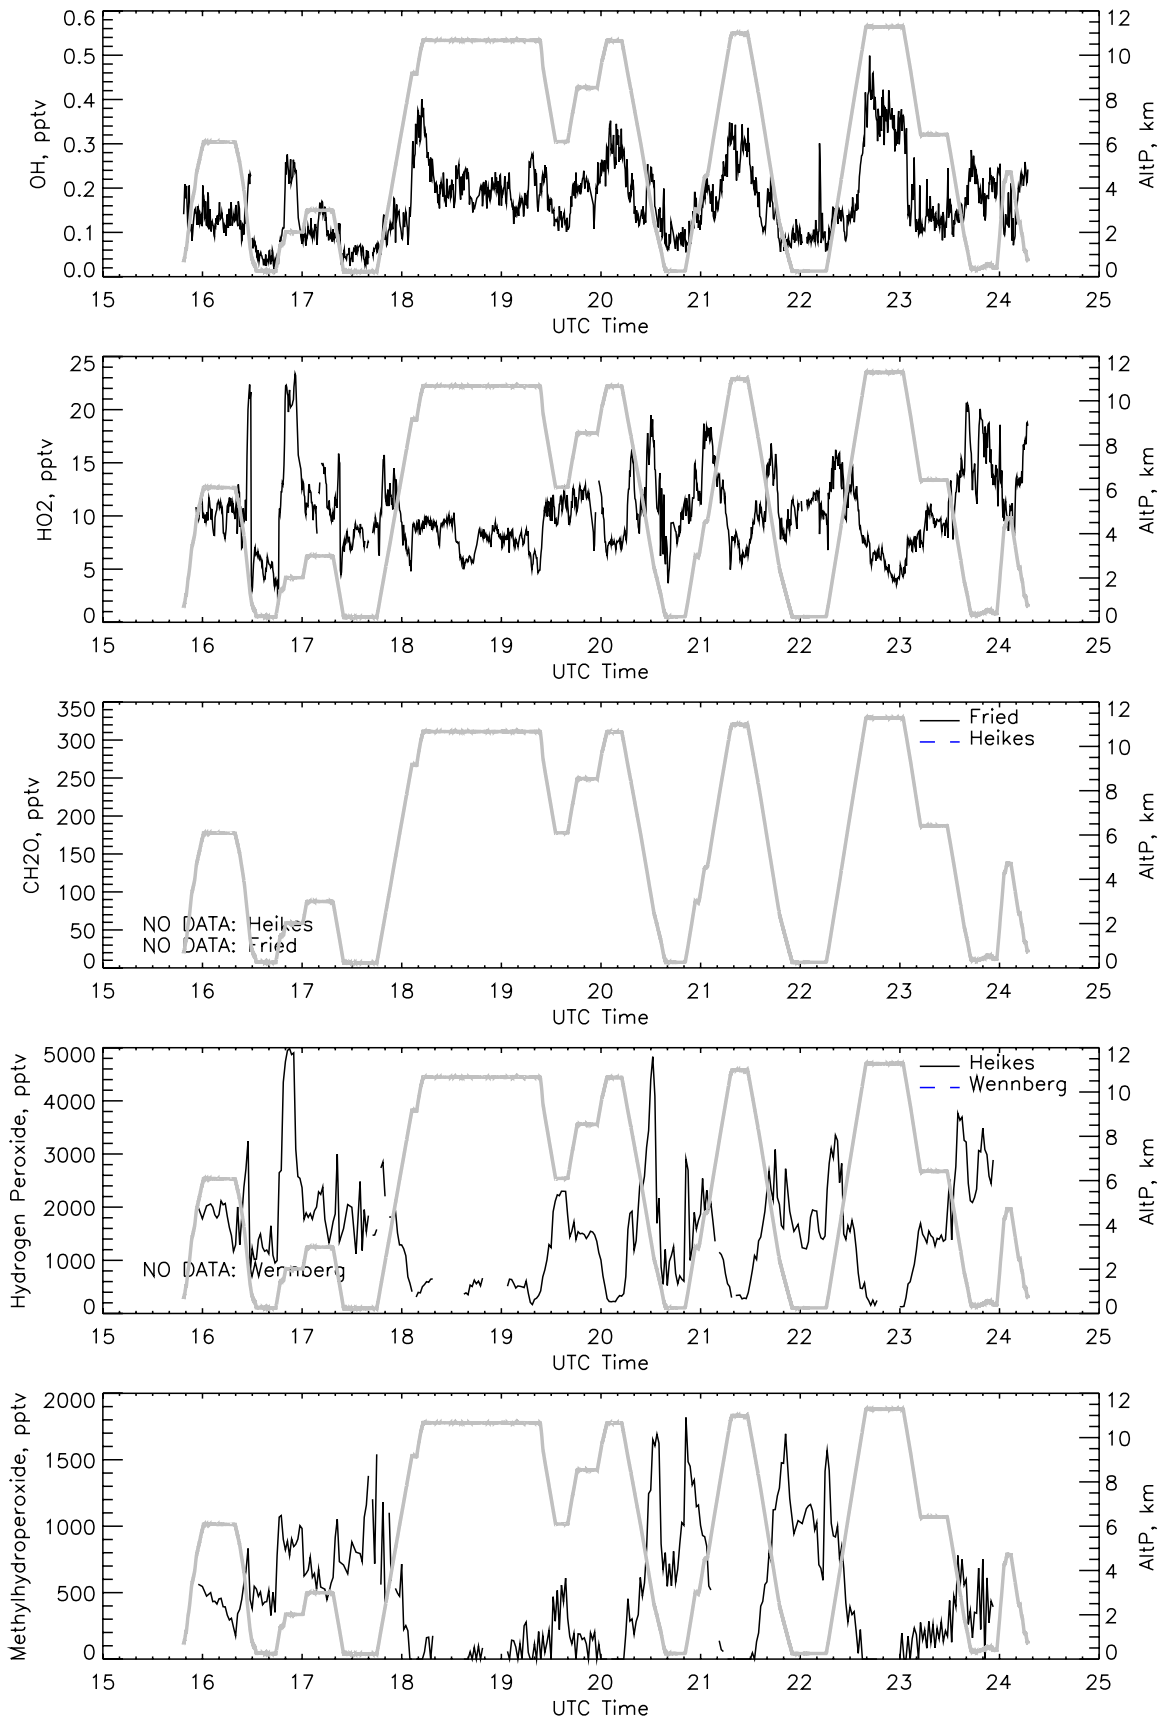 OH, pptv
0.6
0.5
0.4
0.3
0.2
0.1
0.0
12
10
8
6
4
2
0
AltP, km
15 16 17 18 19 20 21 22 23 24 25
UTC Time
HO2, pptv
25
20
15
10
5
0
12
10
8
6
4
2
0
AltP, km
15 16 17 18 19 20 21 22 23 24 25
UTC Time
CH2O, pptv
350
300
250
200
150
100
50
0
Fried
Heikes
NO DATA: Heikes
NO DATA: Fried
12
10
8
6
4
2
0
AltP, km
15 16 17 18 19 20 21 22 23 24 25
UTC Time
Hydrogen Peroxide, pptv
5000
4000
3000
2000
1000
0
Heikes
Wennberg
NO DATA: Wennberg
12
10
8
6
4
2
0
AltP, km
15 16 17 18 19 20 21 22 23 24 25
UTC Time
Methylhydroperoxide, pptv
2000
1500
1000
500
0
12
10
8
6
4
2
0
AltP, km
15 16 17 18 19 20 21 22 23 24 25
UTC Time